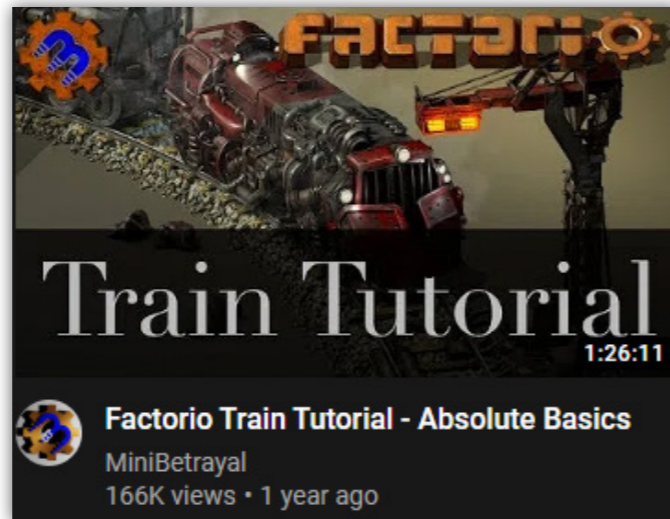 FACTORIO
Train Tutorial
1:26:11
Factorio Train Tutorial - Absolute Basics
MiniBetrayal
166K views • 1 year ago